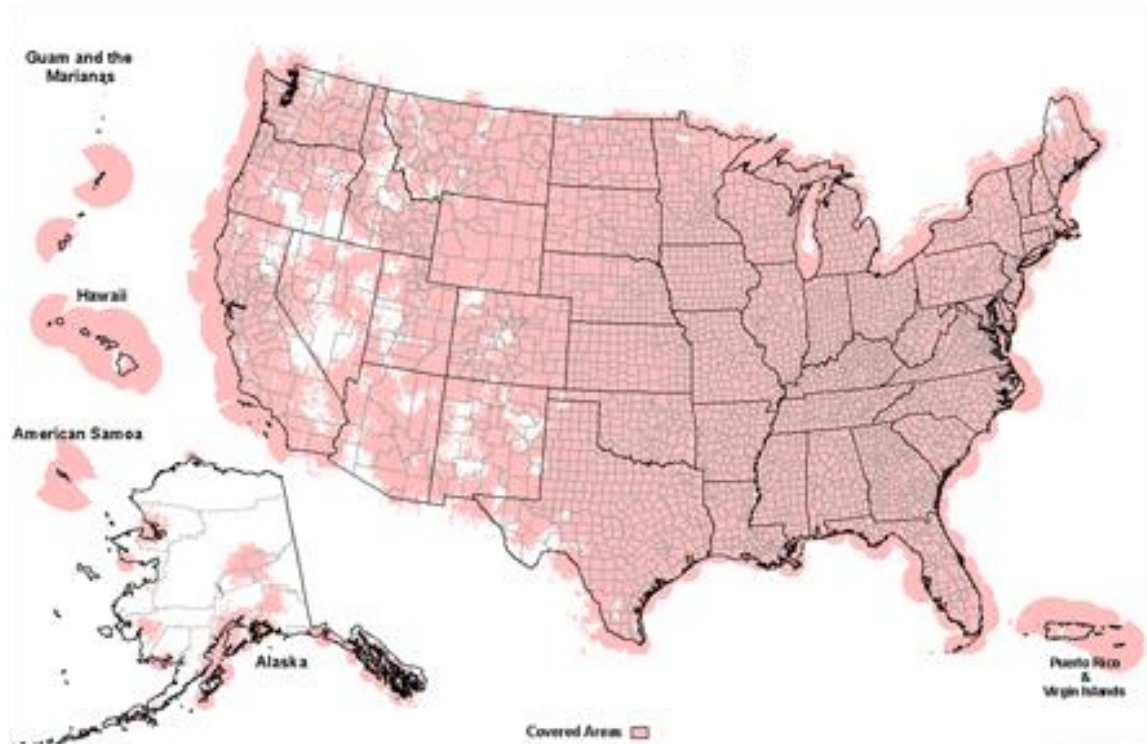 Guam and the
Marianas
Hawaii
American Samoa
Alaska
Puerto Rico
&
Virgin Islands
Covered Areas